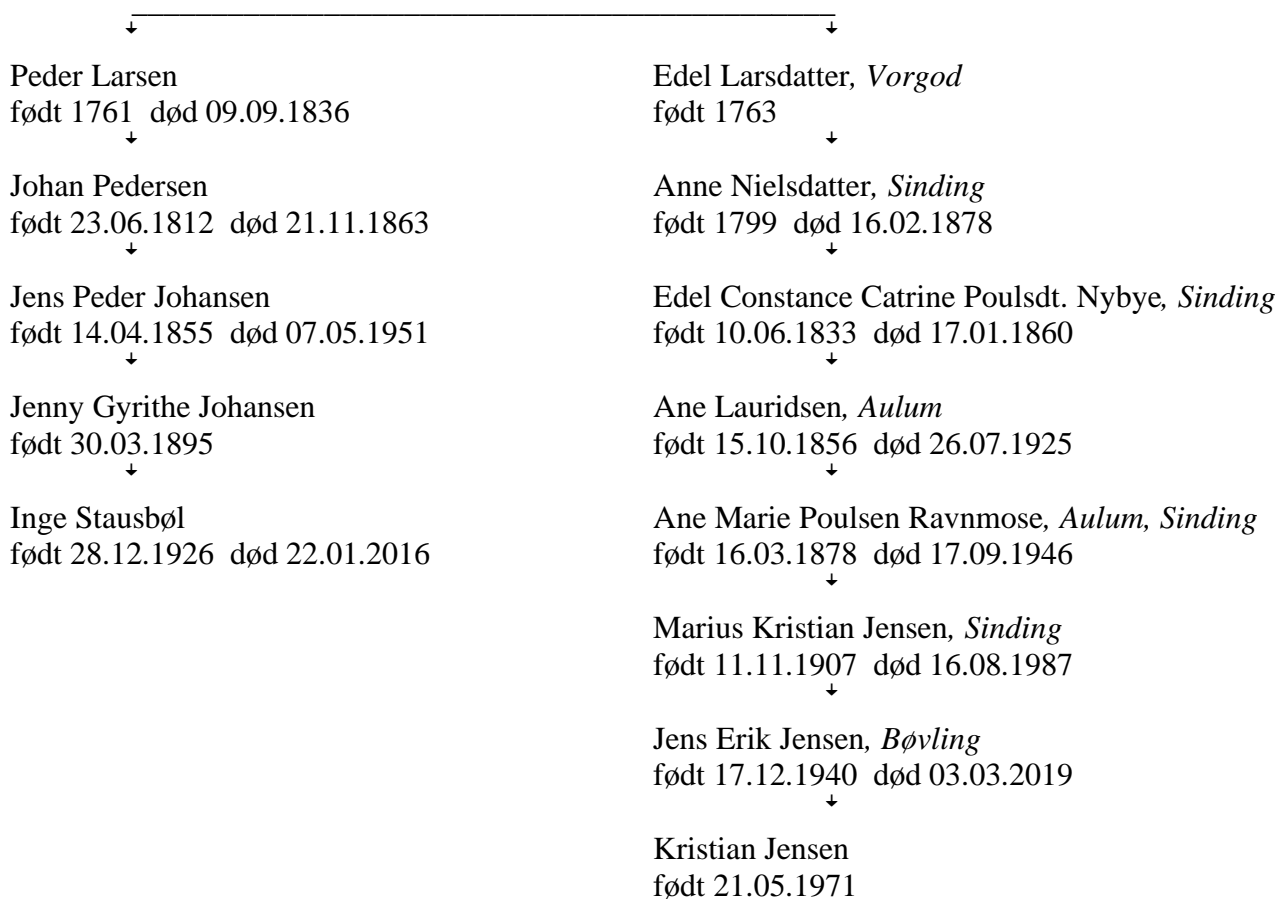 Peder Larsen
født 1761 død 09.09.1836
Johan Pedersen
født 23.06.1812 død 21.11.1863
Jens Peder Johansen
født 14.04.1855 død 07.05.1951
Jenny Gyrithe Johansen
født 30.03.1895
Inge Stausbøl
født 28.12.1926 død 22.01.2016
Edel Larsdatter, Vorgod
født 1763
Anne Nielsdatter, Sinding
født 1799 død 16.02.1878
Edel Constance Catrine Poulsdt. Nybye, Sinding
født 10.06.1833 død 17.01.1860
Ane Lauridsen, Aulum
født 15.10.1856 død 26.07.1925
Ane Marie Poulsen Ravnmose, Aulum, Sinding
født 16.03.1878 død 17.09.1946
Marius Kristian Jensen, Sinding
født 11.11.1907 død 16.08.1987
Jens Erik Jensen, Bøvling
født 17.12.1940 død 03.03.2019
Kristian Jensen
født 21.05.1971